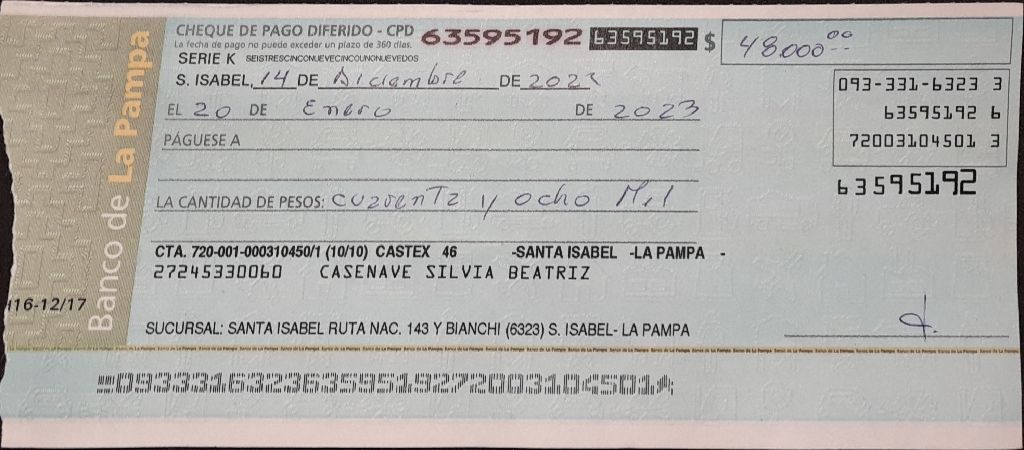 Banco de La Pampa
CHEQUE DE PAGO DIFERIDO - CPD 63595192 63595192 $ 48.000 00
La fecha de pago no puede exceder un plazo de 360 días.
SERIE K SEISTRESCINCONUEVECINCOUNONUEVEDOS
S. ISABEL, 14 DE Diciembre DE
EL 20 DE Enero DE 2023
PÁGUESE A
LA CANTIDAD DE PESOS: cuarenta y ocho Mil
093-331-6323 3
63595192 6
72003104501 3
63595192
CTA. 720-001-000310450/1 (10/10) CASTEX 46 -SANTA ISABEL -LA PAMPA -
27245330060 CASENAVE SILVIA BEATRIZ
16-12/17
SUCURSAL: SANTA ISABEL RUTA NAC. 143 Y BIANCHI (6323) S. ISABEL- LA PAMPA